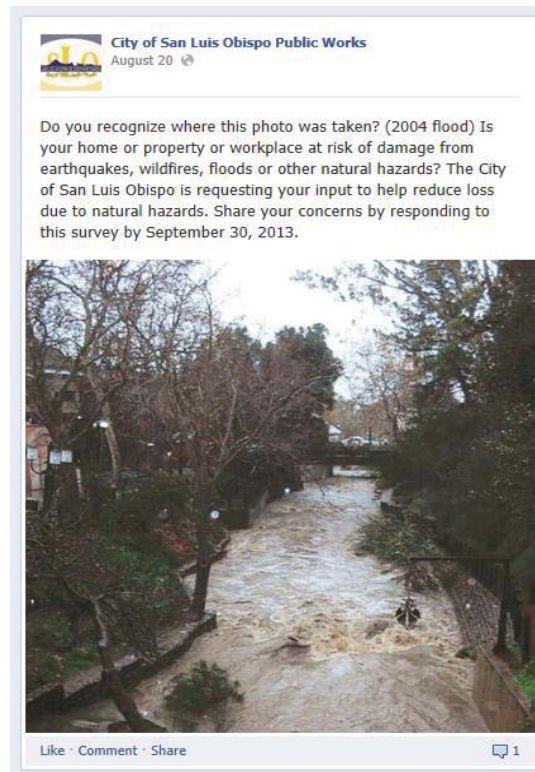 SLO
City of San Luis Obispo Public Works
August 20
Do you recognize where this photo was taken? (2004 flood) Is
your home or property or workplace at risk of damage from
earthquakes, wildfires, floods or other natural hazards? The City
of San Luis Obispo is requesting your input to help reduce loss
due to natural hazards. Share your concerns by responding to
this survey by September 30, 2013.
Like · Comment · Share
1